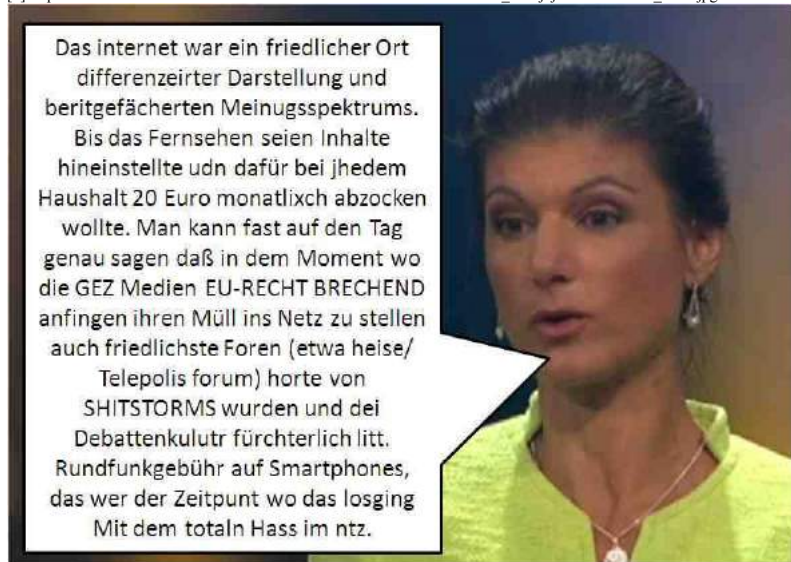 Das internet war ein friedlicher Ort
differenzeirter Darstellung und
beritgefächerten Meinugsspektrums.
Bis das Fernsehen seien Inhalte
hineinstellte udn dafür bei jhedem
Haushalt 20 Euro monatlixch abzocken
wollte. Man kann fast auf den Tag
genau sagen daß in dem Moment wo
die GEZ Medien EU-RECHT BRECHEND
anfingen ihren Müll ins Netz zu stellen
auch friedlichste Foren (etwa heise/
Telepolis forum) horte von
SHITSTORMS wurden und dei
Debattenkulutr fürchterlich litt.
Rundfunkgebühr auf Smartphones,
das wer der Zeitpunt wo das losging
Mit dem totaln Hass im ntz.